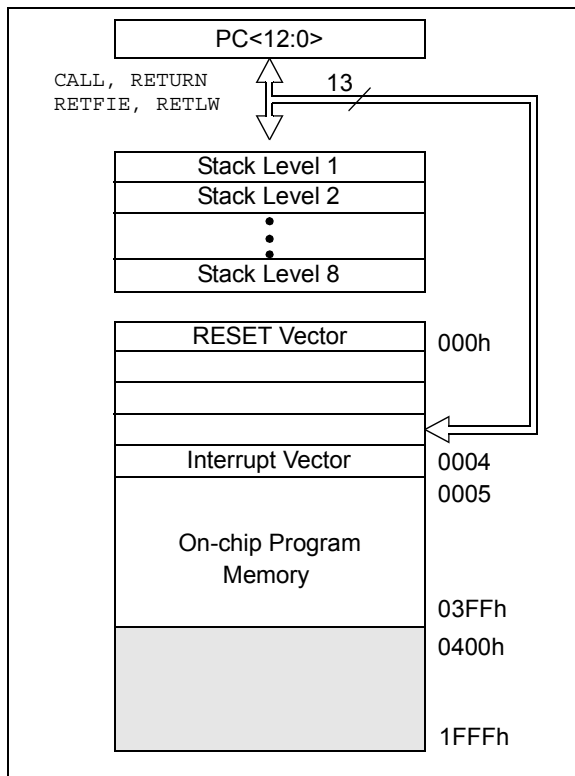 PC<12:0>
CALL, RETURN
RETFIE, RETLW
13
Stack Level 1
Stack Level 2
Stack Level 8
RESET Vector
000h
Interrupt Vector
0004
0005
On-chip Program
Memory
03FFh
0400h
1FFFh